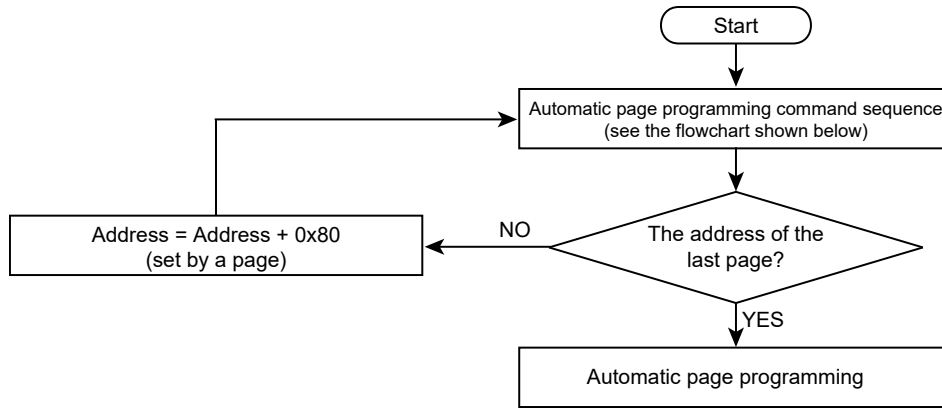 Start
Automatic page programming command sequence
(see the flowchart shown below)
Address = Address + 0x80
(set by a page)
NO
The address of the
last page?
YES
Automatic page programming